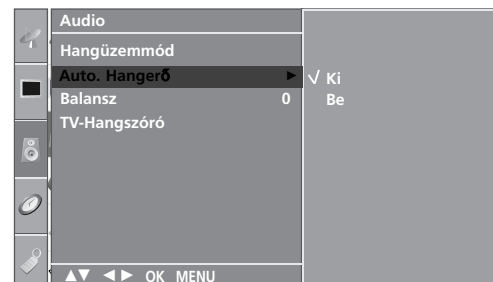 Audio
Hangüzemmód
Auto. Hangerő ► √ Ki
Balansz 0 Be
TV-Hangszóró
▲▼ ◄► OK MENU